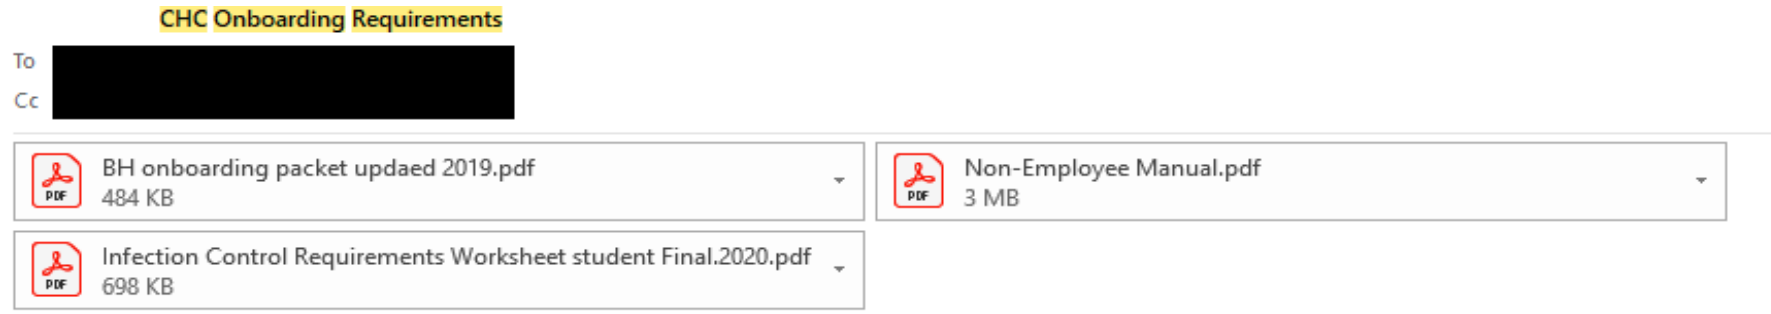 CHC Onboarding Requirements
To
Cc
PDF
BH onboarding packet updaed 2019.pdf
484 KB
PDF
Non-Employee Manual.pdf
3 MB
PDF
Infection Control Requirements Worksheet student Final.2020.pdf
698 KB